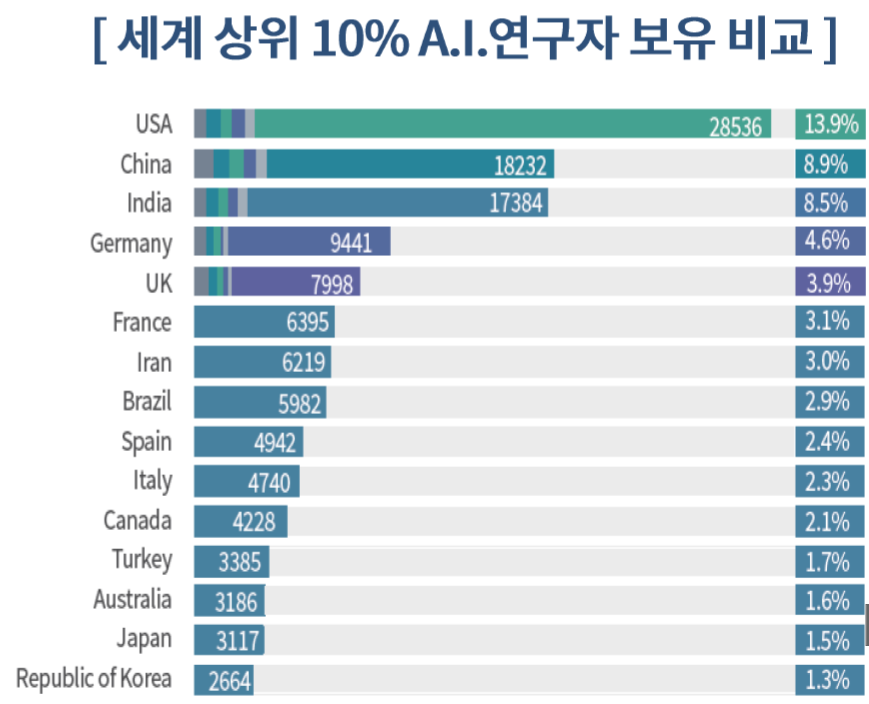 [ 세계 상위 10% A.I.연구자 보유 비교 ]
USA 28536 13.9%
China 18232 8.9%
India 17384 8.5%
Germany 9441 4.6%
UK 7998 3.9%
France 6395 3.1%
Iran 6219 3.0%
Brazil 5982 2.9%
Spain 4942 2.4%
Italy 4740 2.3%
Canada 4228 2.1%
Turkey 3385 1.7%
Australia 3186 1.6%
Japan 3117 1.5%
Republic of Korea 2664 1.3%